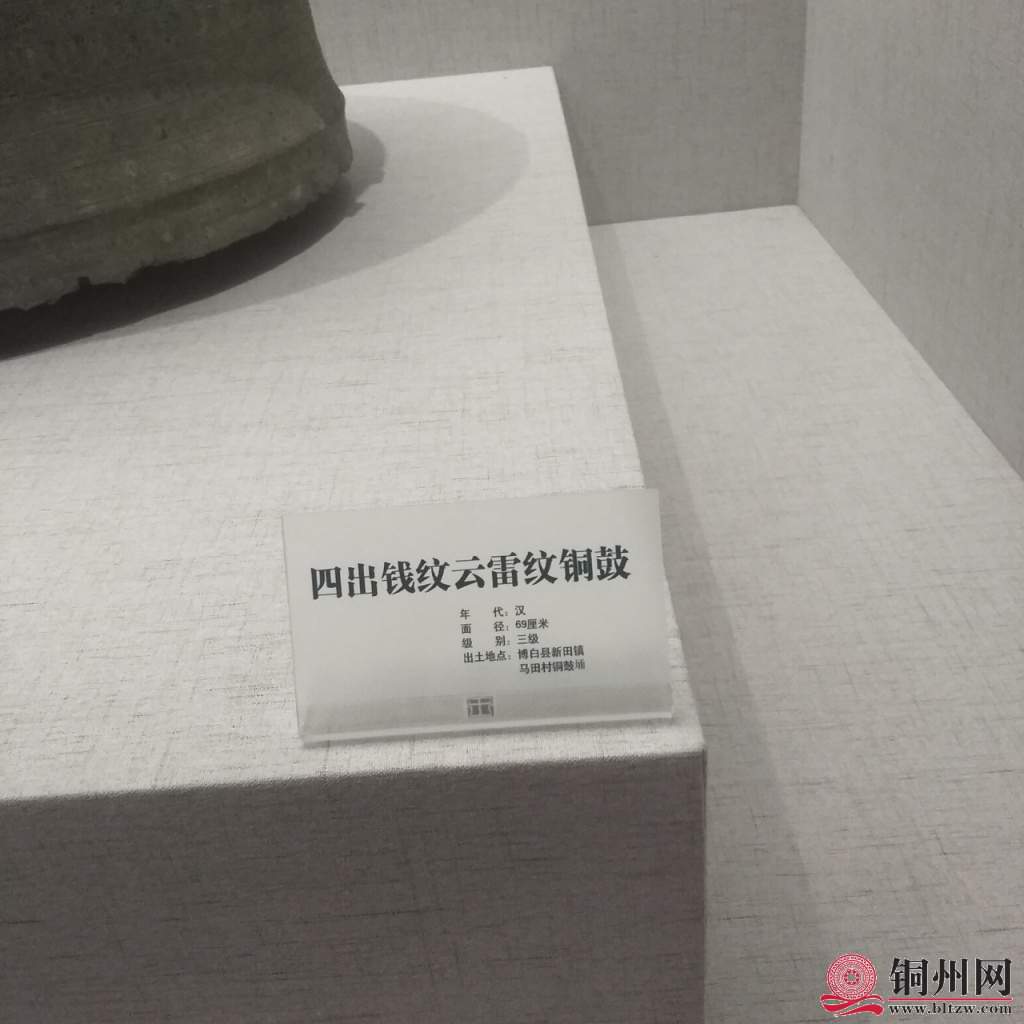 四出钱纹云雷纹铜鼓
年 代：汉
面 径：69厘米
级 别：三级
出土地点：博白县新田镇
马田村铜鼓埇
铜州网
www.bltzw.com